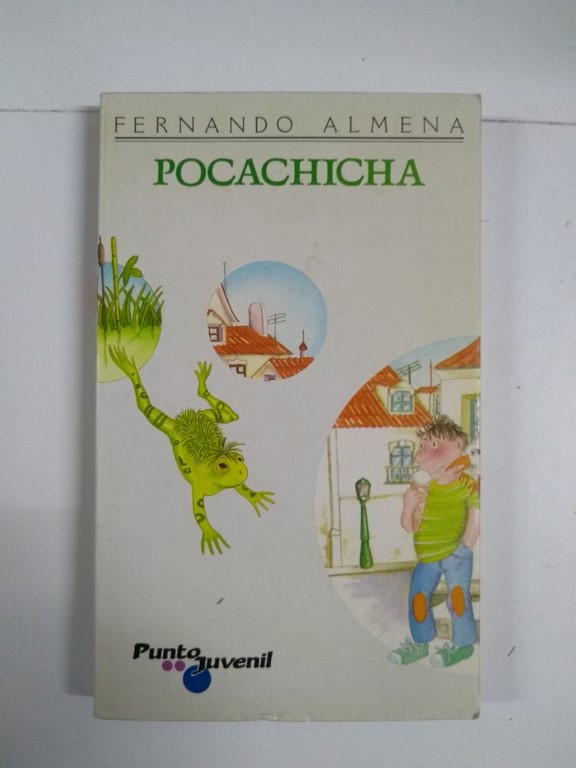 FERNANDO ALMENA
POCACHICHA
Punto
Juvenil